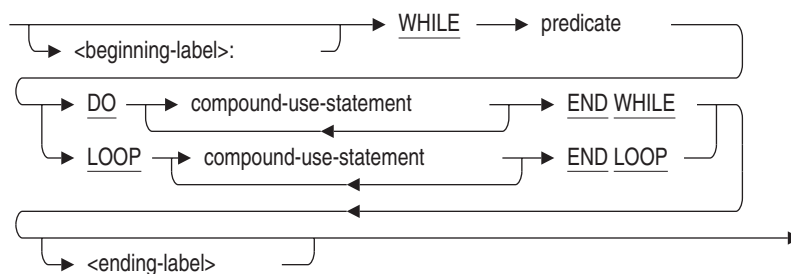 WHILE predicate
<beginning-label>:
DO compound-use-statement END WHILE
LOOP compound-use-statement END LOOP
<ending-label>